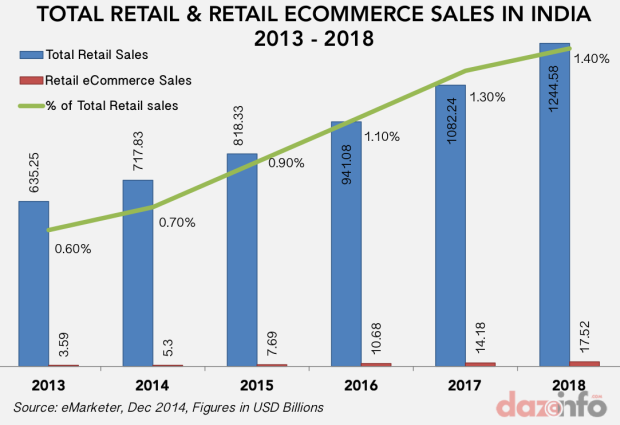 TOTAL RETAIL & RETAIL ECOMMERCE SALES IN INDIA
2013 - 2018
Total Retail Sales
Retail eCommerce Sales
% of Total Retail sales
635.25
717.83
818.33
941.08
1082.24
1244.58
0.60%
0.70%
0.90%
1.10%
1.30%
1.40%
3.59
5.3
7.69
10.68
14.18
17.52
2013 2014 2015 2016 2017 2018
Source: eMarketer, Dec 2014, Figures in USD Billions
dazeinfo